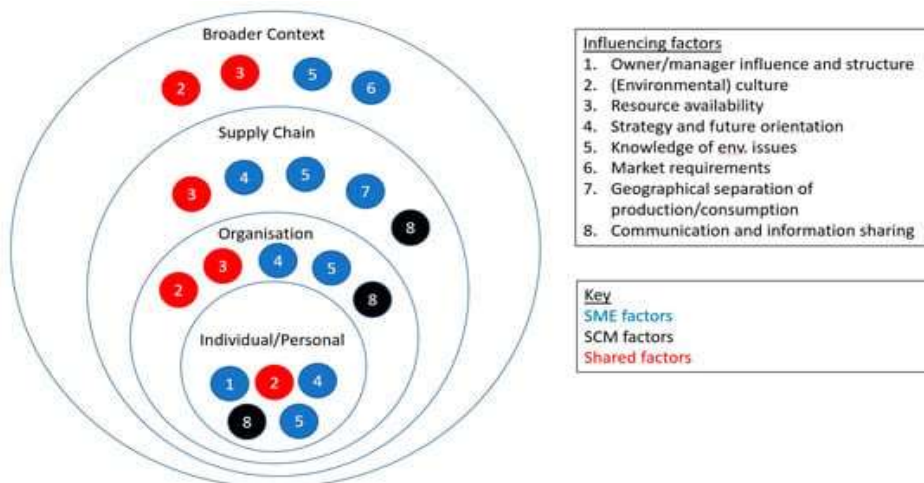 Broader Context
2 3 5 6
Supply Chain
3 4 5 7 8
Organisation
2 3 4 5 8
Individual/Personal
1 2 4
8 5
Influencing factors
1. Owner/manager influence and structure
2. (Environmental) culture
3. Resource availability
4. Strategy and future orientation
5. Knowledge of env. issues
6. Market requirements
7. Geographical separation of
production/consumption
8. Communication and information sharing
Key
SME factors
SCM factors
Shared factors